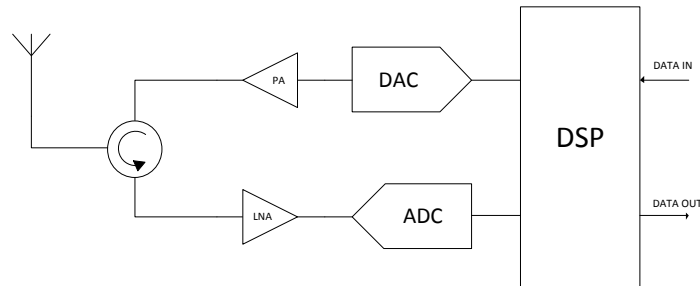 PA
DAC
DATA IN
DSP
LNA
ADC
DATA OUT